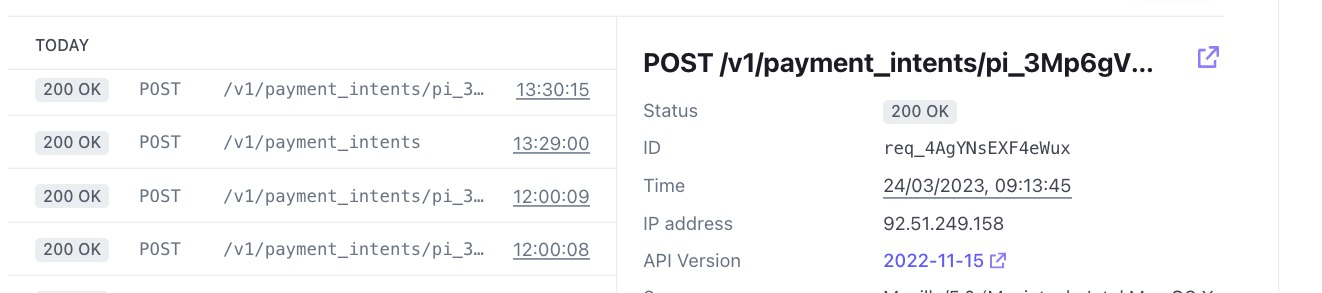 TODAY
200 OK POST /v1/payment_intents/pi_3… 13:30:15
200 OK POST /v1/payment_intents 13:29:00
200 OK POST /v1/payment_intents/pi_3… 12:00:09
200 OK POST /v1/payment_intents/pi_3… 12:00:08
POST /v1/payment_intents/pi_3Mp6gV…
Status 200 OK
ID req_4AgYNsEXF4eWux
Time 24/03/2023, 09:13:45
IP address 92.51.249.158
API Version 2022-11-15